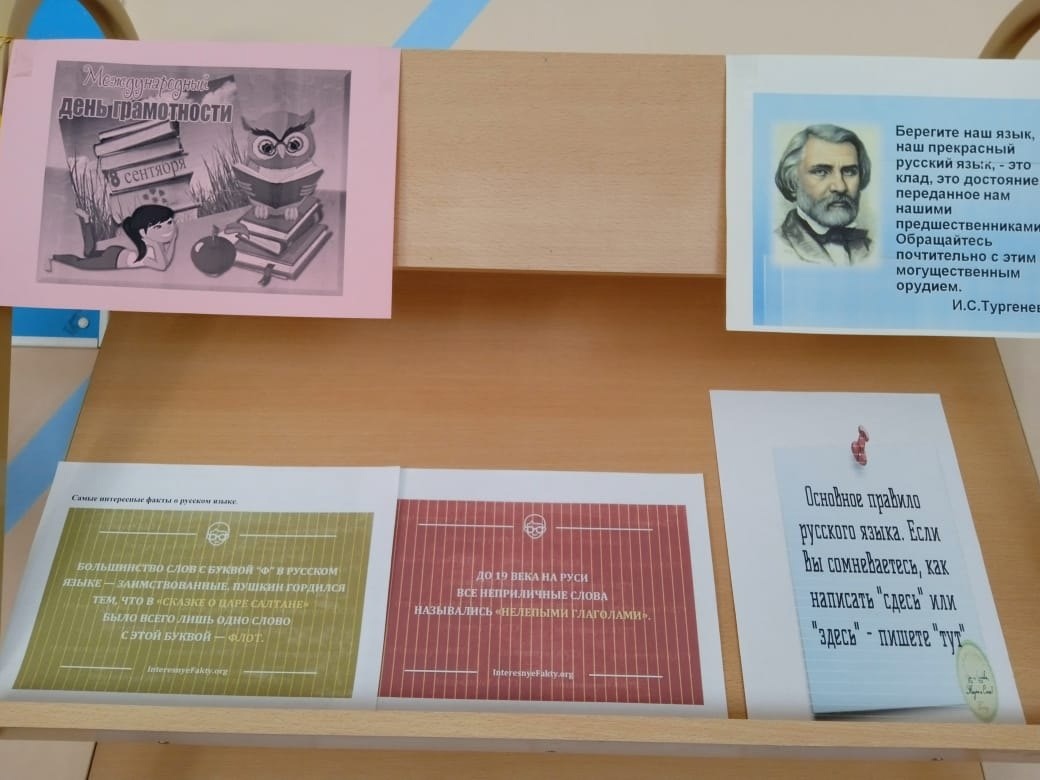 Международный
день грамотности
8 сентября
Берегите наш язык,
наш прекрасный
русский язык, - это
клад, это достояние
переданное нам
нашими
предшественниками
Обращайтесь
почтительно с этим
могущественным
орудием.
И.С.Тургенев
Самые интересные факты о русском языке.
БОЛЬШИНСТВО СЛОВ С БУКВОЙ "Ф" В РУССКОМ
ЯЗЫКЕ — ЗАИМСТВОВАННЫЕ. ПУШКИН ГОРДИЛСЯ
ТЕМ, ЧТО В «СКАЗКЕ О ЦАРЕ САЛТАНЕ»
БЫЛО ВСЕГО ЛИШЬ ОДНО СЛОВО
С ЭТОЙ БУКВОЙ — ФЛОТ.
InteresnyeFakty.org
ДО 19 ВЕКА НА РУСИ
ВСЕ НЕПРИЛИЧНЫЕ СЛОВА
НАЗЫВАЛИСЬ «НЕЛЕПЫМИ ГЛАГОЛАМИ».
InteresnyeFakty.org
Основное правило
русского языка. Если
Вы сомневаетесь, как
написать "сдесь" или
"здесь" - пишете "тут"